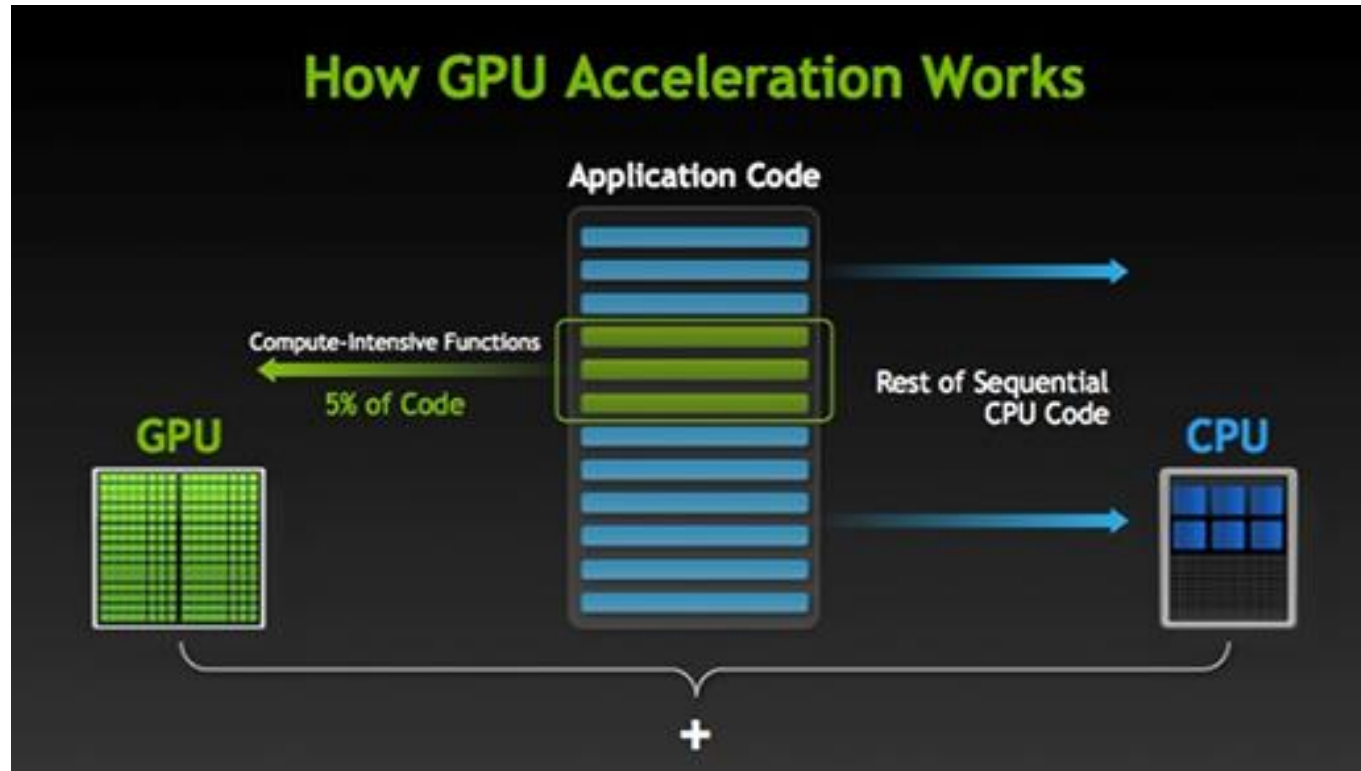 How GPU Acceleration Works
Application Code
Compute-Intensive Functions
5% of Code
GPU
Rest of Sequential
CPU Code
CPU
+